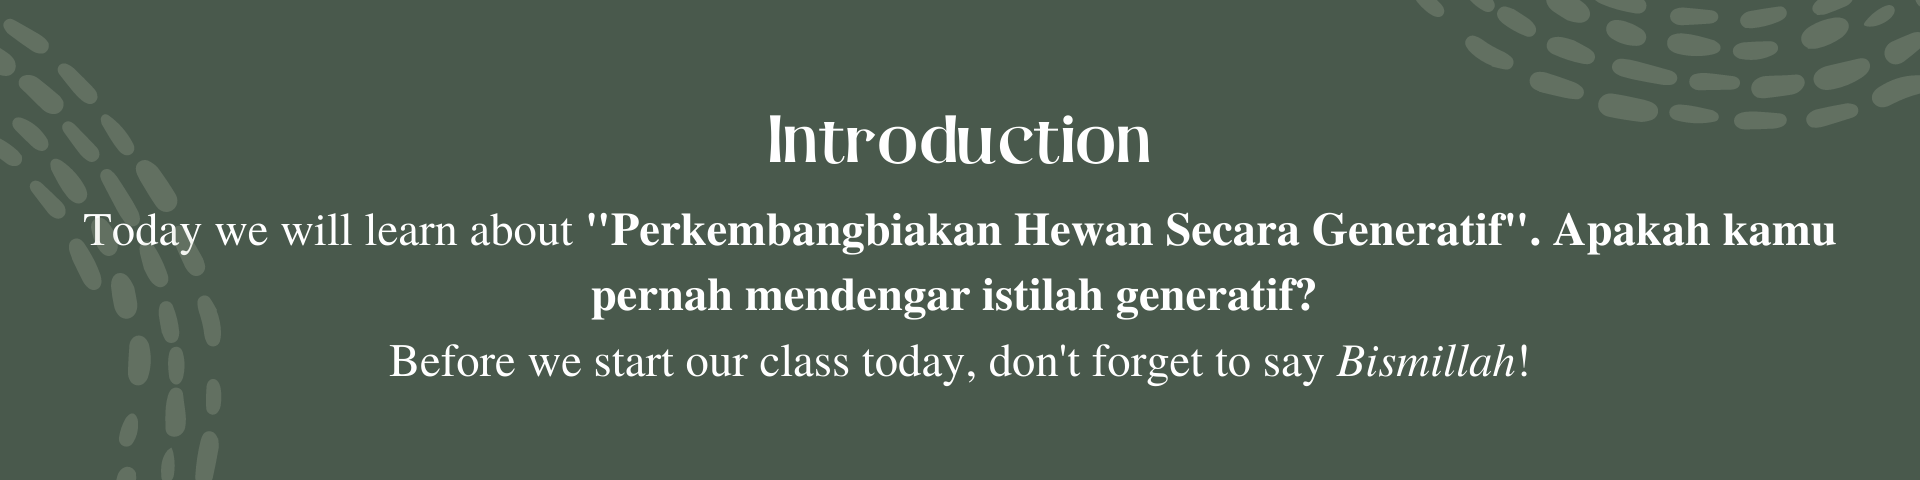 Introduction
Today we will learn about "Perkembangbiakan Hewan Secara Generatif". Apakah kamu
pernah mendengar istilah generatif?
Before we start our class today, don't forget to say Bismillah!